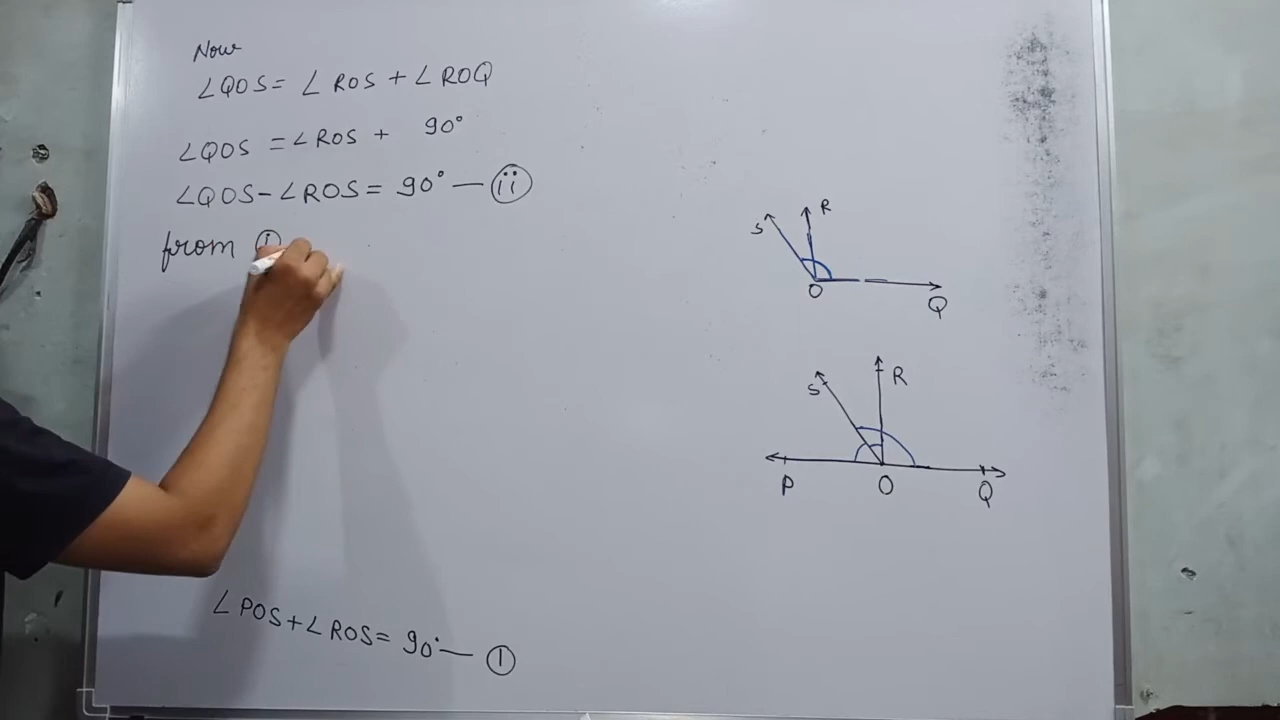 Now
∠QOS = ∠ROS + ∠ROQ
∠QOS = ∠ROS + 90°
∠QOS - ∠ROS = 90° — ⓘⓘ
from ⓘ
S R
O Q
S R
P O Q
∠POS + ∠ROS = 90° — ①